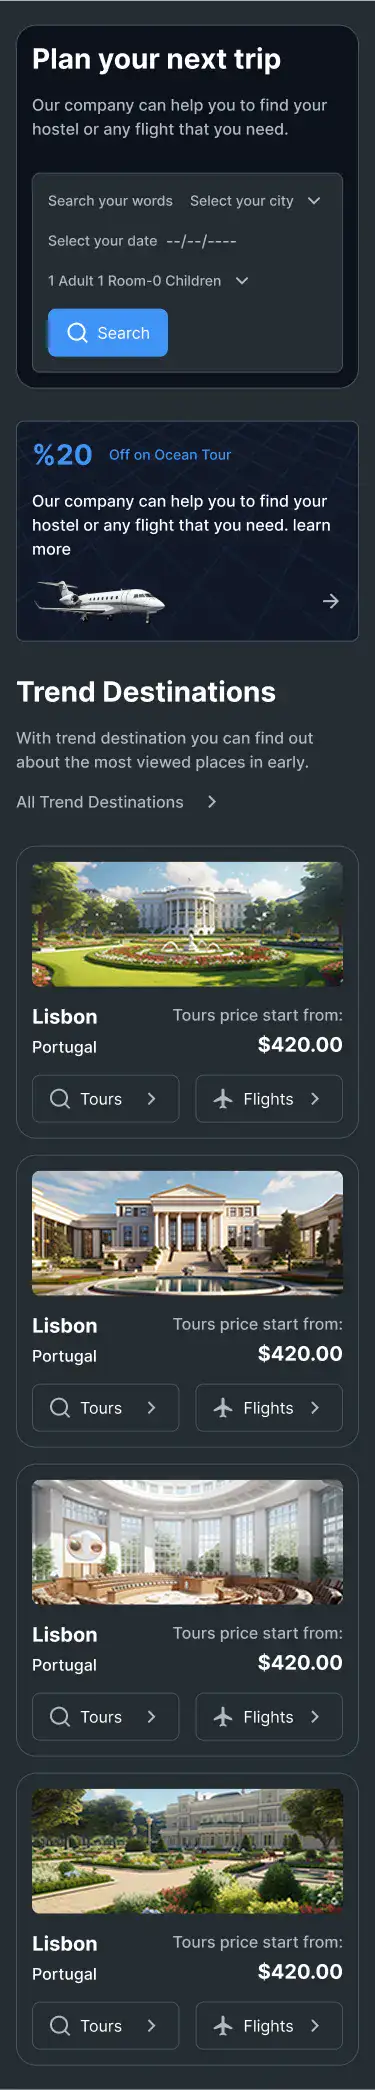 Plan your next trip
Our company can help you to find your
hostel or any flight that you need.
Search your words Select your city
Select your date --/--/----
1 Adult 1 Room-0 Children
Search
%20 Off on Ocean Tour
Our company can help you to find your
hostel or any flight that you need. learn
more
Trend Destinations
With trend destination you can find out
about the most viewed places in early.
All Trend Destinations
Lisbon Tours price start from:
Portugal $420.00
Tours Flights
Lisbon Tours price start from:
Portugal $420.00
Tours Flights
Lisbon Tours price start from:
Portugal $420.00
Tours Flights
Lisbon Tours price start from:
Portugal $420.00
Tours Flights